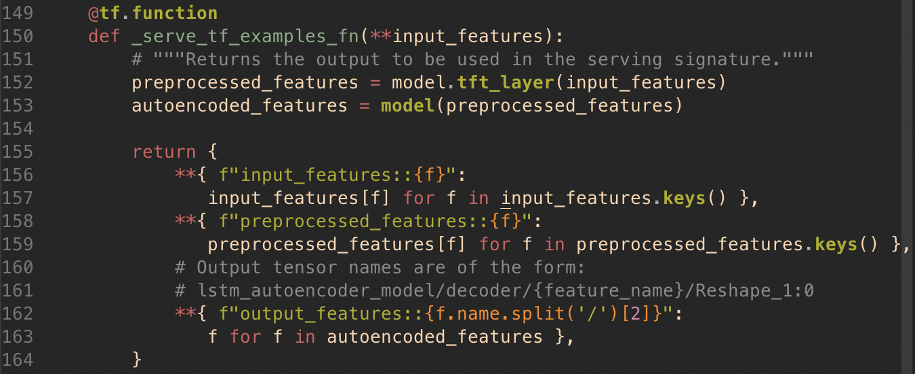 149     @tf.function
150     def _serve_tf_examples_fn(**input_features):
151         # """Returns the output to be used in the serving signature."""
152         preprocessed_features = model.tft_layer(input_features)
153         autoencoded_features = model(preprocessed_features)
154
155         return {
156             **{ f"input_features::{f}":
157                input_features[f] for f in input_features.keys() },
158             **{ f"preprocessed_features::{f}":
159                preprocessed_features[f] for f in preprocessed_features.keys() },
160             # Output tensor names are of the form:
161             # lstm_autoencoder_model/decoder/{feature_name}/Reshape_1:0
162             **{ f"output_features::{f.name.split('/')[2]}":
163                f for f in autoencoded_features },
164         }